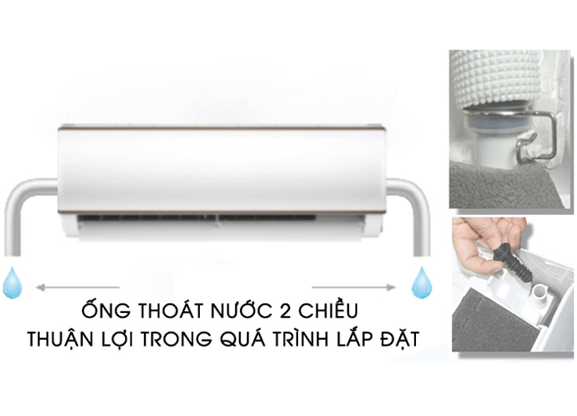 ỐNG THOÁT NƯỚC 2 CHIỀU
THUẬN LỢI TRONG QUÁ TRÌNH LẮP ĐẶT